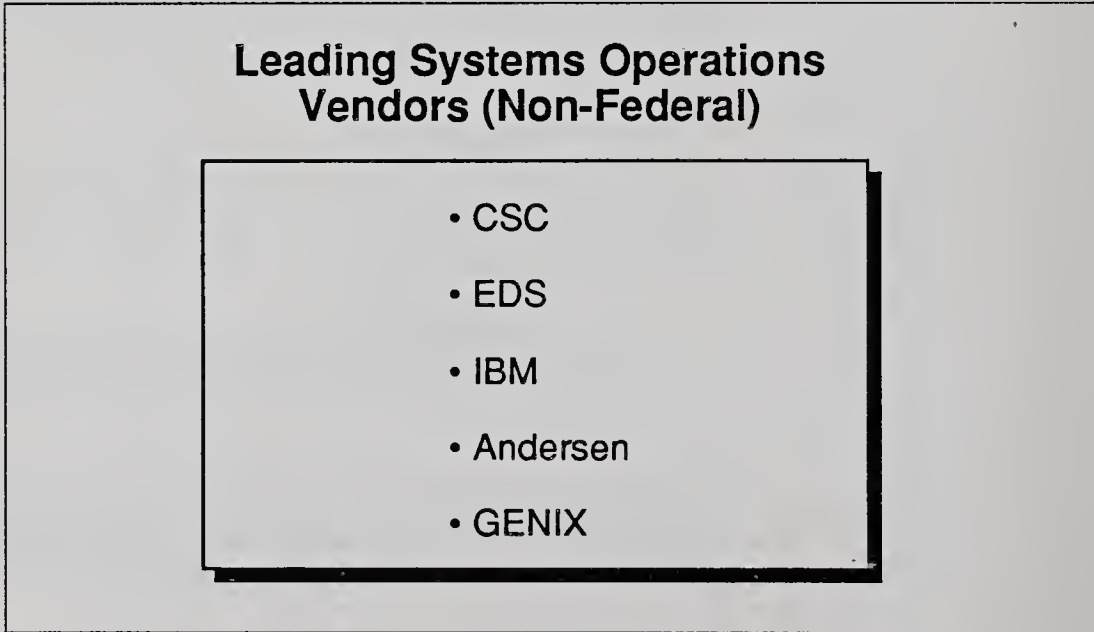 Leading Systems Operations
Vendors (Non-Federal)
• CSC
• EDS
• IBM
• Andersen
• GENIX